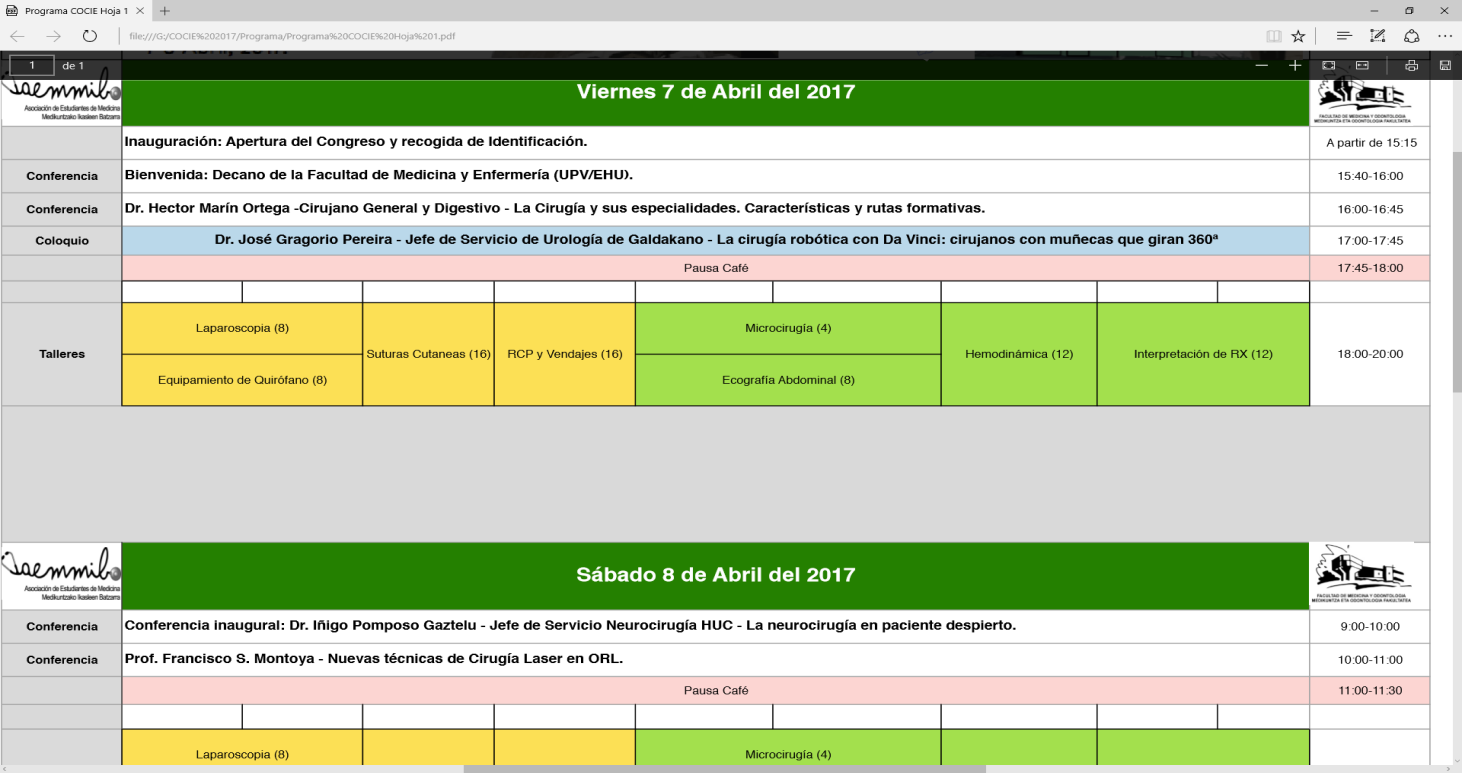 Programa COCIE Hoja 1
file:///G:/COCIE%202017/Programa/Programa%20COCIE%20Hoja%201.pdf
1 de 1
Jaemmibo
Asociación de Estudiantes de Medicina
Medikuntzako Ikasleen Batzarra
Viernes 7 de Abril del 2017
FACULTAD DE MEDICINA Y ODONTOLOGIA
MEDIKUNTZA ETA ODONTOLOGIA FAKULTATEA
Inauguración: Apertura del Congreso y recogida de Identificación. A partir de 15:15
Conferencia Bienvenida: Decano de la Facultad de Medicina y Enfermería (UPV/EHU). 15:40-16:00
Conferencia Dr. Hector Marín Ortega -Cirujano General y Digestivo - La Cirugía y sus especialidades. Características y rutas formativas. 16:00-16:45
Coloquio Dr. José Gragorio Pereira - Jefe de Servicio de Urología de Galdakano - La cirugía robótica con Da Vinci: cirujanos con muñecas que giran 360ª 17:00-17:45
Pausa Café 17:45-18:00
Laparoscopia (8) Microcirugía (4)
Talleres Suturas Cutaneas (16) RCP y Vendajes (16) Hemodinámica (12) Interpretación de RX (12) 18:00-20:00
Equipamiento de Quirófano (8) Ecografía Abdominal (8)
Jaemmibo
Asociación de Estudiantes de Medicina
Medikuntzako Ikasleen Batzarra
Sábado 8 de Abril del 2017
FACULTAD DE MEDICINA Y ODONTOLOGIA
MEDIKUNTZA ETA ODONTOLOGIA FAKULTATEA
Conferencia Conferencia inaugural: Dr. Iñigo Pomposo Gaztelu - Jefe de Servicio Neurocirugía HUC - La neurocirugía en paciente despierto. 9:00-10:00
Conferencia Prof. Francisco S. Montoya - Nuevas técnicas de Cirugía Laser en ORL. 10:00-11:00
Pausa Café 11:00-11:30
Laparoscopia (8) Microcirugía (4)